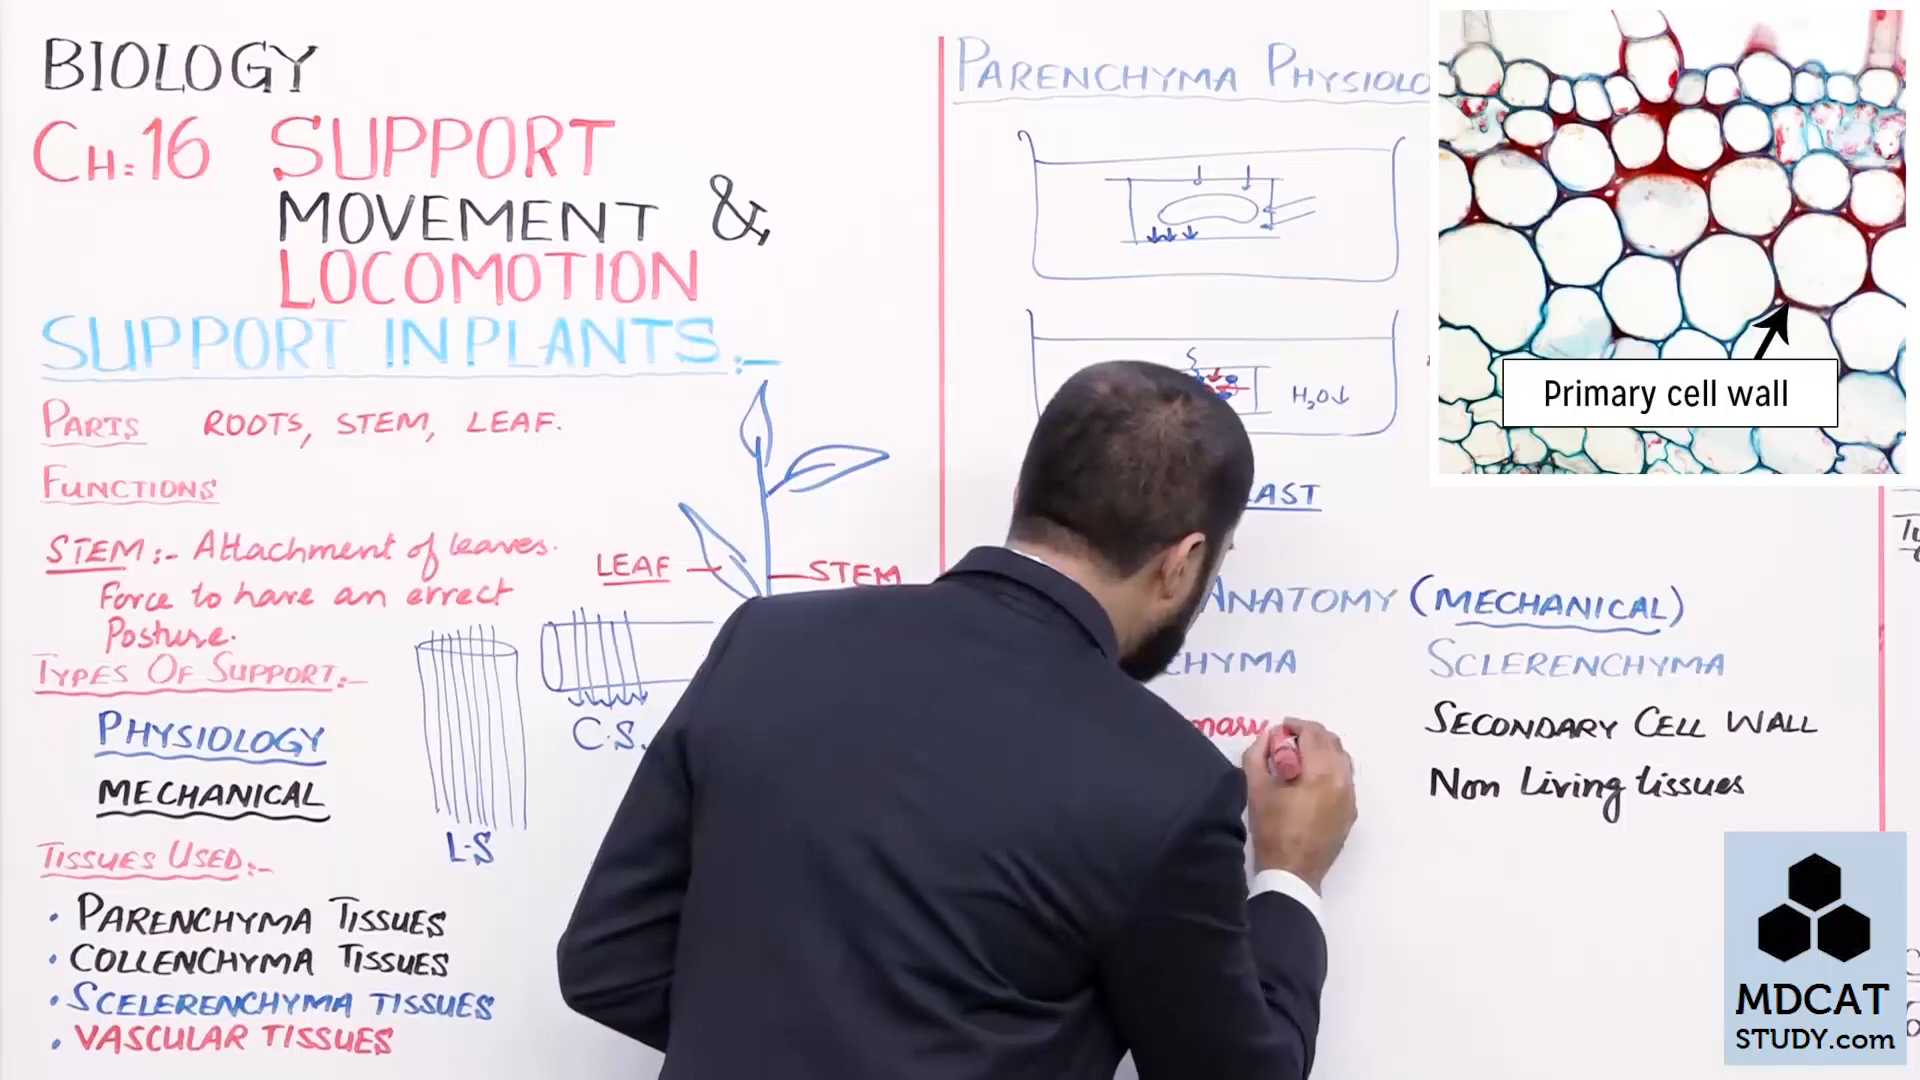 BIOLOGY
CH:16 SUPPORT
MOVEMENT &
LOCOMOTION
SUPPORT IN PLANTS:-
PARTS ROOTS, STEM, LEAF.
FUNCTIONS
STEM:- Attachment of leaves.
Force to have an errect
Posture.
LEAF
STEM
TYPES OF SUPPORT:-
PHYSIOLOGY
MECHANICAL
C.S.
L-S
TISSUES USED:-
• PARENCHYMA TISSUES
• COLLENCHYMA TISSUES
• SCELERENCHYMA TISSUES
• VASCULAR TISSUES
PARENCHYMA PHYSIOLO
H₂O↓
AST
ANATOMY (MECHANICAL)
CHYMA
SCLERENCHYMA
mary
SECONDARY CELL WALL
Non Living tissues
Primary cell wall
MDCAT
STUDY.com